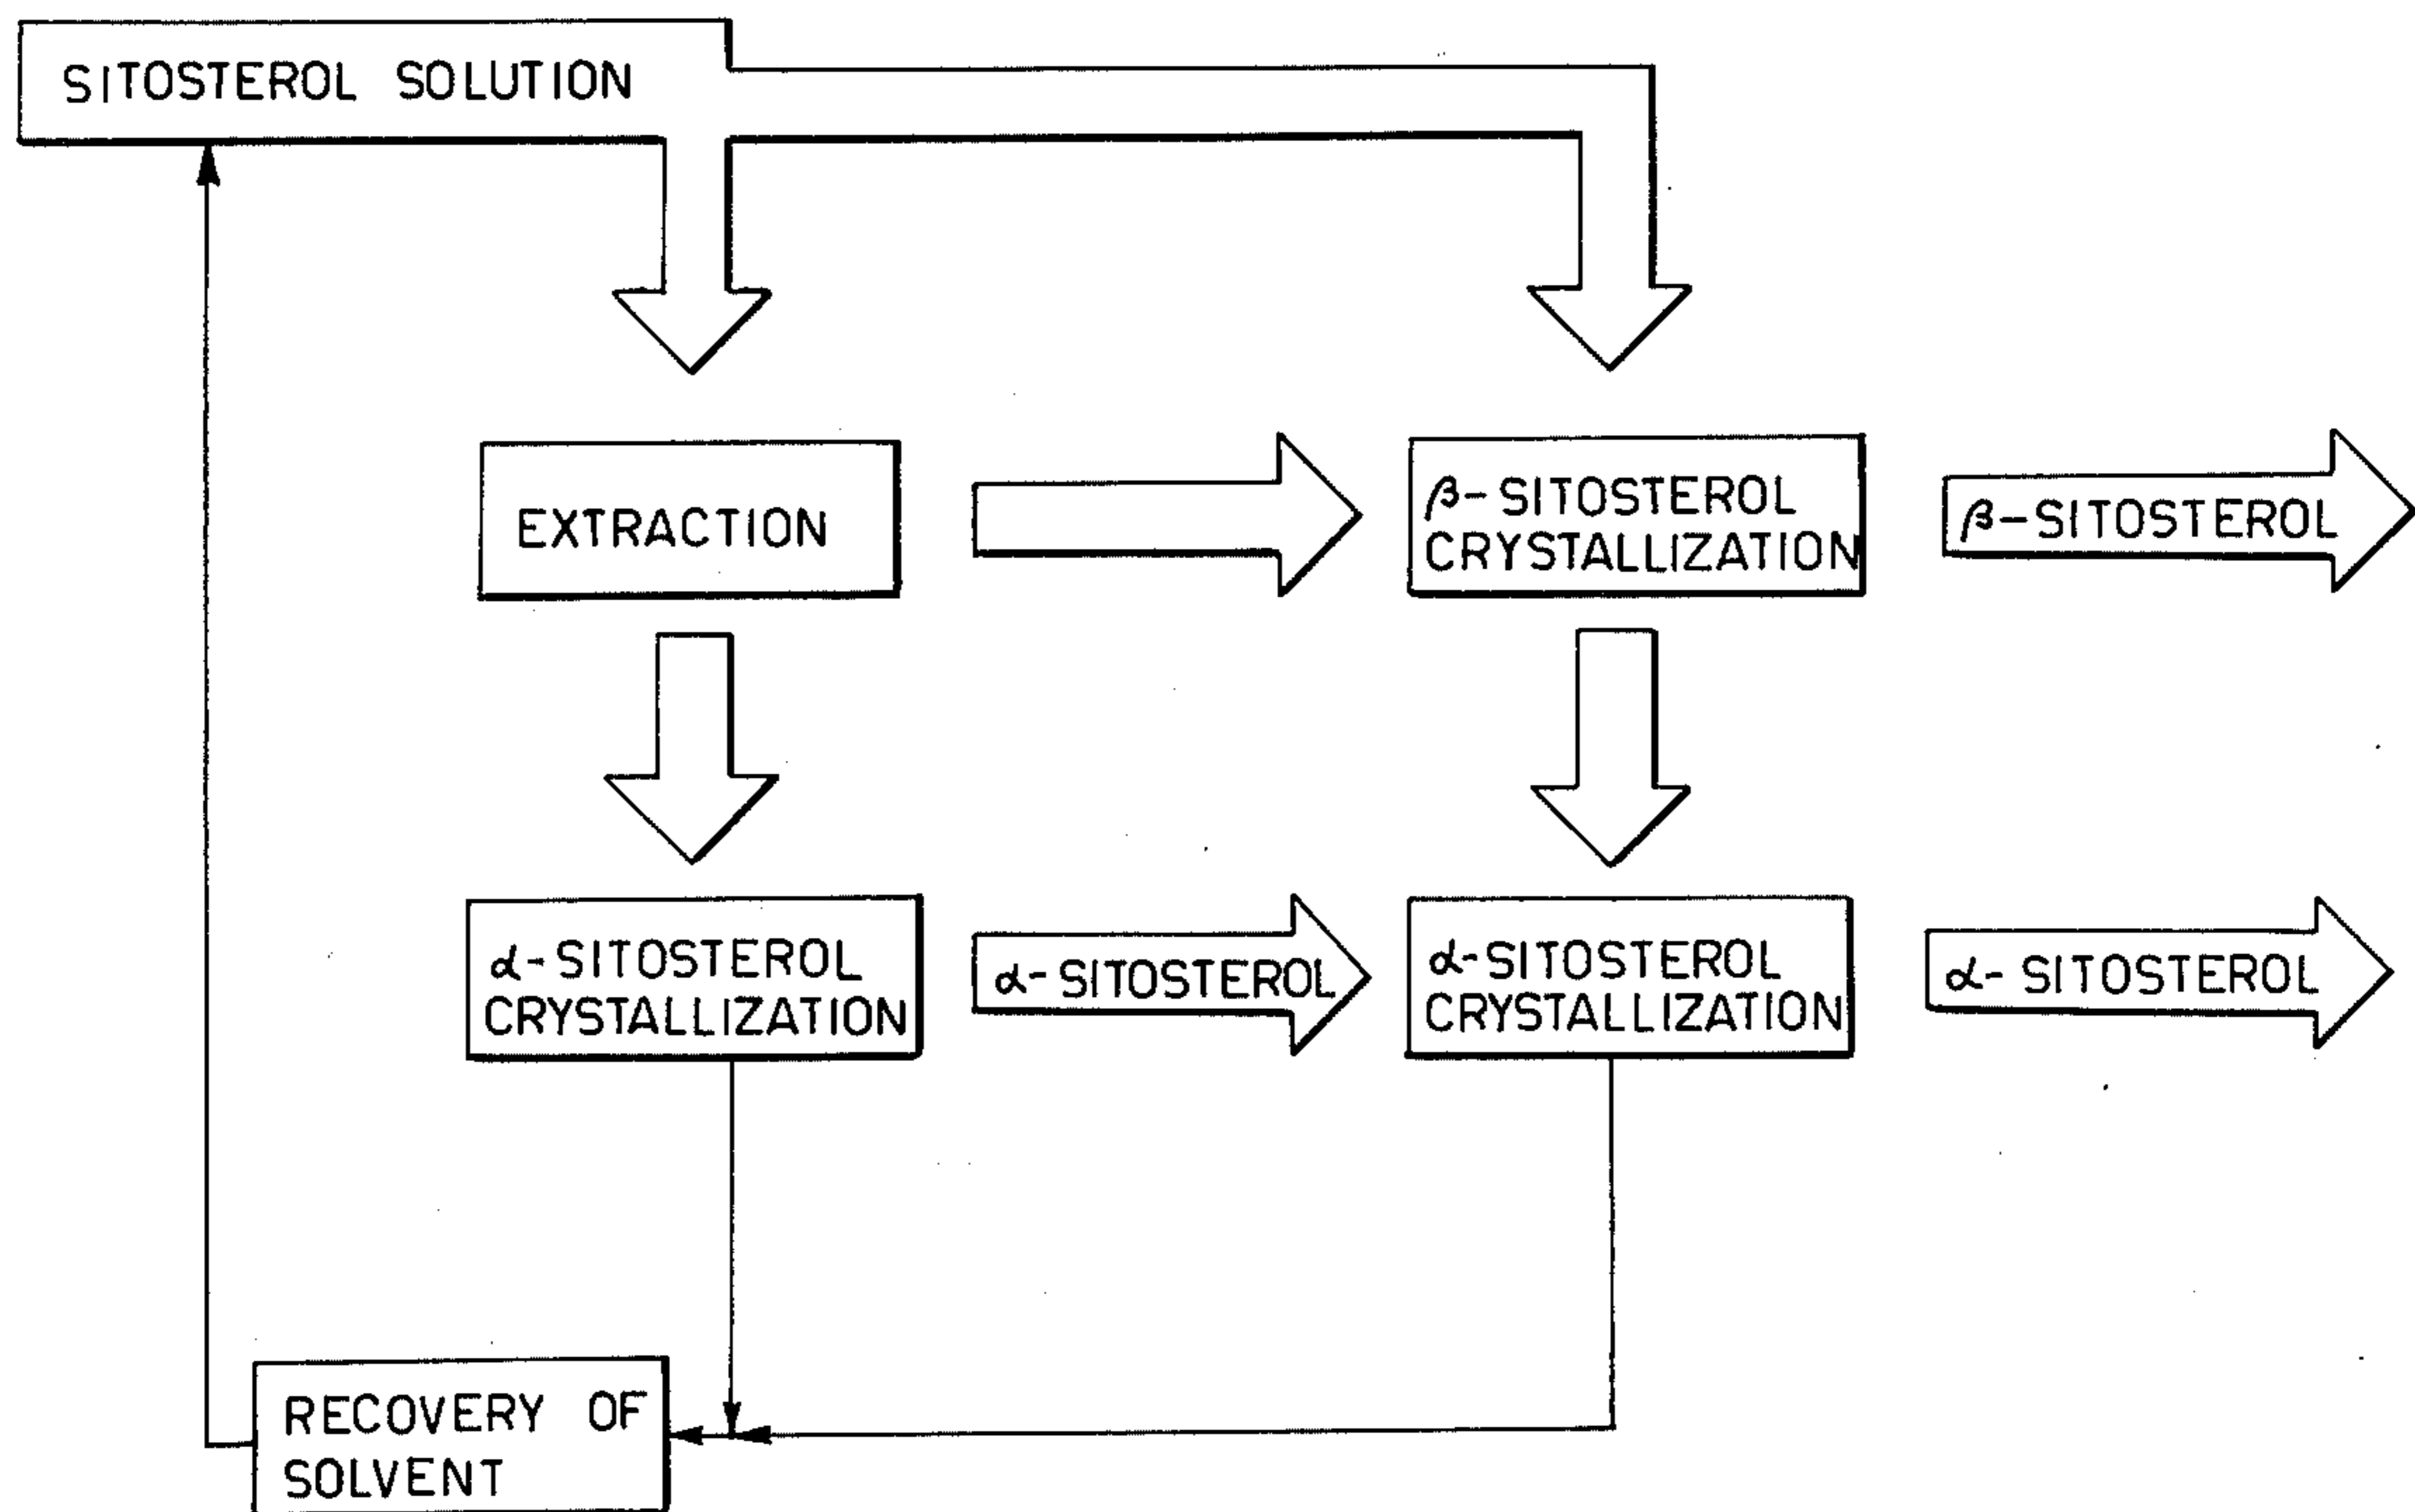 SITOSTEROL SOLUTION
EXTRACTION
β-SITOSTEROL
CRYSTALLIZATION
β-SITOSTEROL
α-SITOSTEROL
CRYSTALLIZATION
α-SITOSTEROL
α-SITOSTEROL
CRYSTALLIZATION
α-SITOSTEROL
RECOVERY OF
SOLVENT